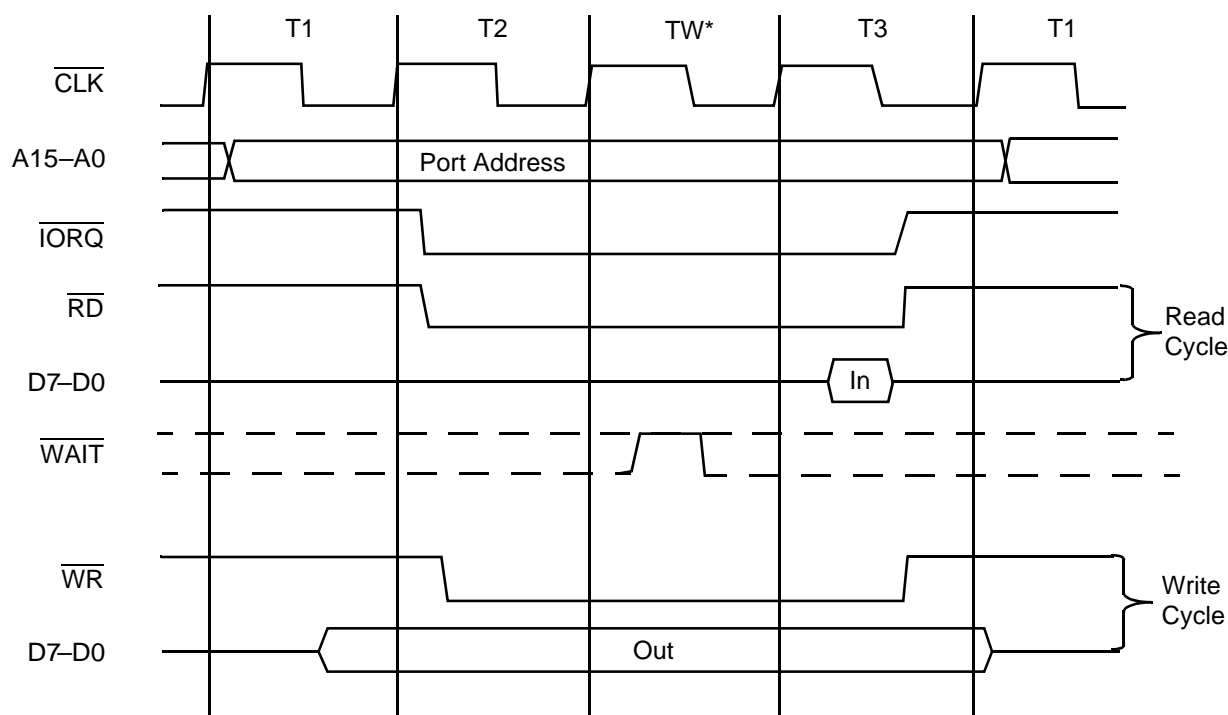 T1 T2 TW* T3 T1
CLK
A15–A0 Port Address
IORQ
RD
Read
Cycle
D7–D0 In
WAIT
WR
Write
Cycle
D7–D0 Out